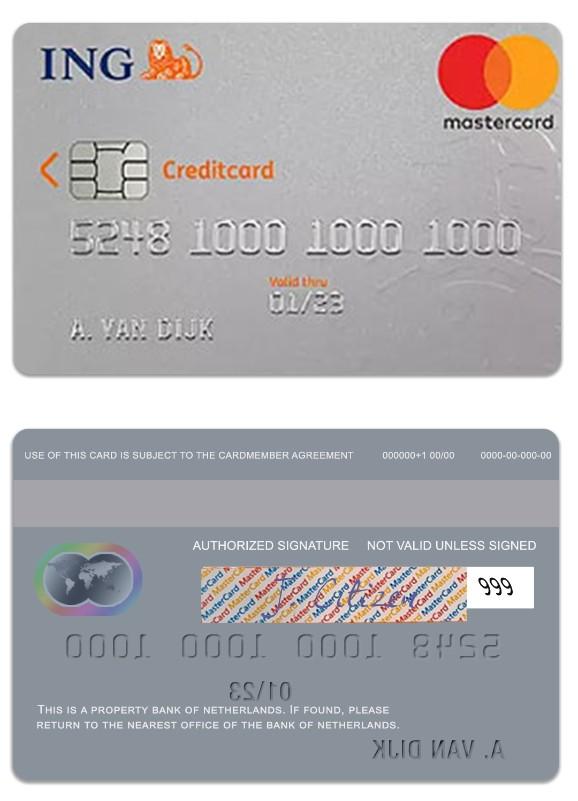 ING
mastercard
Creditcard
5248 1000 1000 1000
Valid thru
01/23
A. VAN DIJK
USE OF THIS CARD IS SUBJECT TO THE CARDMEMBER AGREEMENT 000000+1 00/00 0000-00-000-00
AUTHORIZED SIGNATURE NOT VALID UNLESS SIGNED
MasterCard MasterCard MasterCard
999
5248 1000 1000 1000
01/23
THIS IS A PROPERTY BANK OF NETHERLANDS. IF FOUND, PLEASE
RETURN TO THE NEAREST OFFICE OF THE BANK OF NETHERLANDS.
A. VAN DIJK